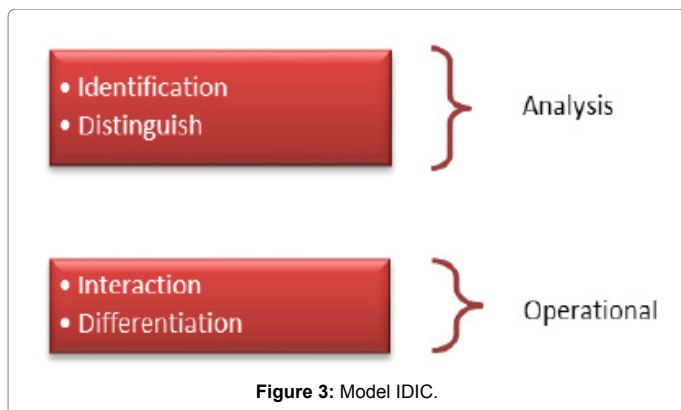 • Identification
• Distinguish
Analysis
• Interaction
• Differentiation
Operational
Figure 3: Model IDIC.